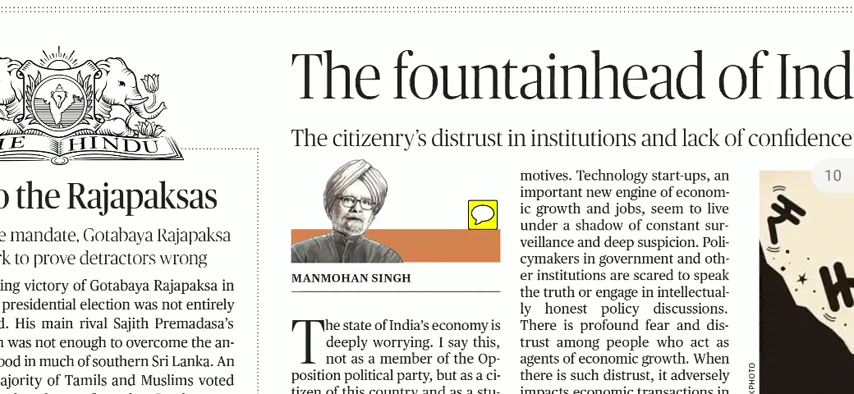 HINDU
the Rajapaksas
mandate, Gotabaya Rajapaksa
to prove detractors wrong
victory of Gotabaya Rajapaksa in
presidential election was not entirely
His main rival Sajith Premadasa's
was not enough to overcome the an-
in much of southern Sri Lanka. An
of Tamils and Muslims voted
The fountainhead of
The citizenry's distrust in institutions and lack of confidence
MANMOHAN SINGH
The state of India's economy is
deeply worrying. I say this,
not as a member of the Op-
position political party, but as a ci-
tizen of this country and as a stu-
motives. Technology start-ups, an
important new engine of econom-
ic growth and jobs, seem to live
under a shadow of constant sur-
veillance and deep suspicion. Poli-
cymakers in government and oth-
er institutions are scared to speak
the truth or engage in intellectual-
ly honest policy discussions.
There is profound fear and dis-
trust among people who act as
agents of economic growth. When
there is such distrust, it adversely
impacts economic transactions in
10